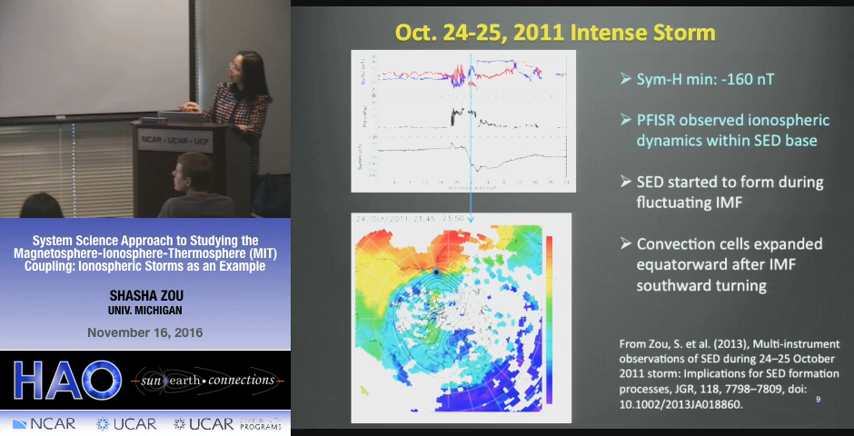 NCAR • UCAR • UCP
System Science Approach to Studying the
Magnetosphere-Ionosphere-Thermosphere (MIT)
Coupling: Ionospheric Storms as an Example
SHASHA ZOU
UNIV. MICHIGAN
November 16, 2016
HAO
sun earth • connections
NCAR
UCAR
UCAR
PROGRAMS
Oct. 24-25, 2011 Intense Storm
24/Oct/2011 23:45 23:50
➢ Sym-H min: -160 nT
➢ PFISR observed ionospheric
dynamics within SED base
➢ SED started to form during
fluctuating IMF
➢ Convection cells expanded
equatorward after IMF
southward turning
From Zou, S. et al. (2013), Multi-instrument
observations of SED during 24–25 October
2011 storm: Implications for SED formation
processes, JGR, 118, 7798–7809, doi:
10.1002/2013JA018860.
9